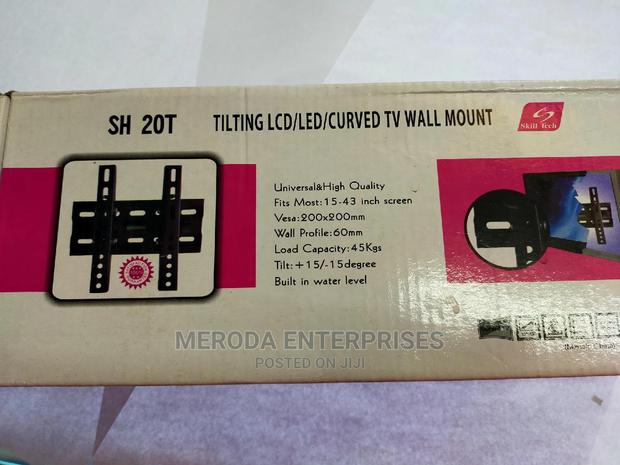 SH 20T
TILTING LCD/LED/CURVED TV WALL MOUNT
Skill Tech
Universal&High Quality
Fits Most:15-43 inch screen
Vesa:200x200mm
Wall Profile:60mm
Load Capacity:45Kgs
Tilt:+15/-15degree
Built in water level
MERODA ENTERPRISES
POSTED ON JIJI